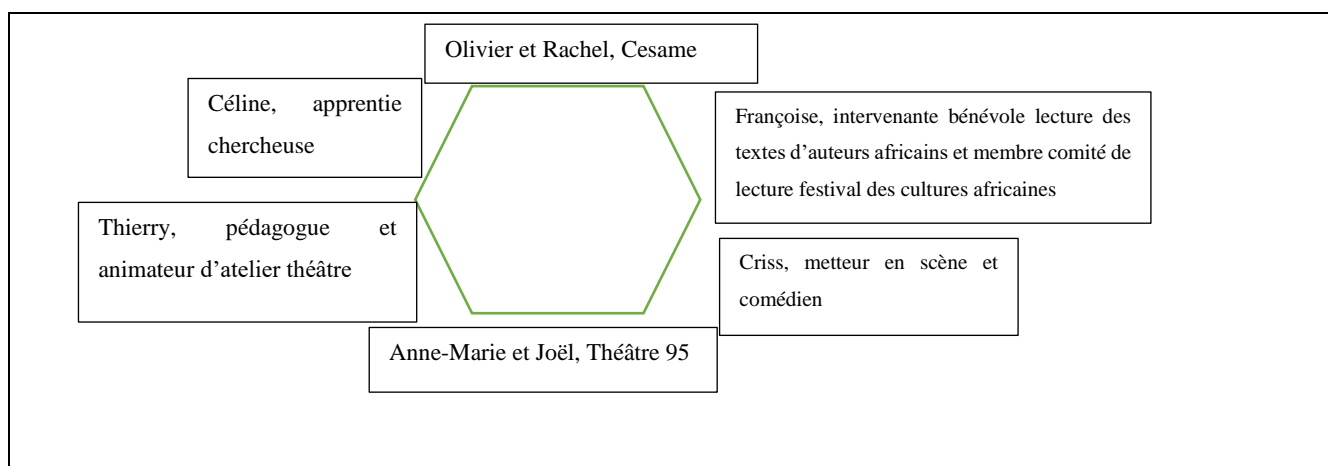 Olivier et Rachel, Cesame
Céline, apprentie
chercheuse
Françoise, intervenante bénévole lecture des
textes d'auteurs africains et membre comité de
lecture festival des cultures africaines
Thierry, pédagogue et
animateur d'atelier théâtre
Criss, metteur en scène et
comédien
Anne-Marie et Joël, Théâtre 95